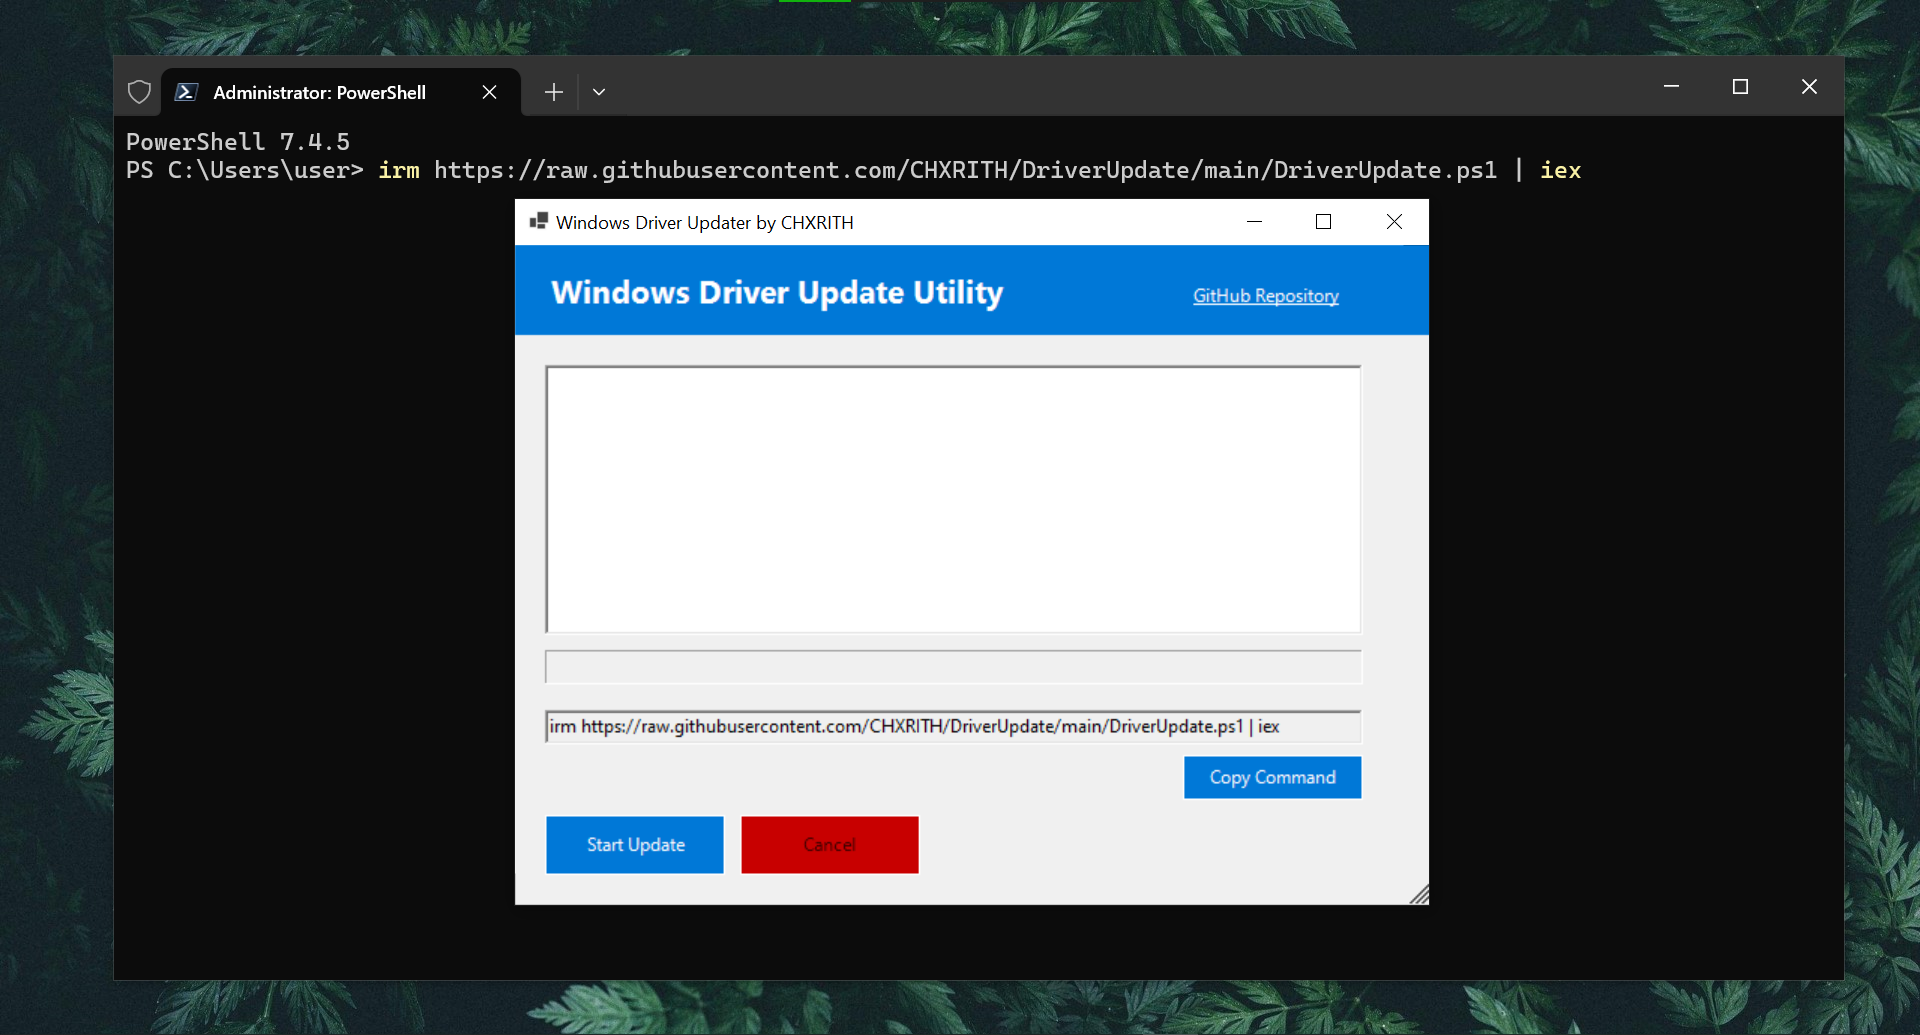 Administrator: PowerShell
PowerShell 7.4.5
PS C:\Users\user> irm https://raw.githubusercontent.com/CHXRITH/DriverUpdate/main/DriverUpdate.ps1 | iex
Windows Driver Updater by CHXRITH
Windows Driver Update Utility
GitHub Repository
irm https://raw.githubusercontent.com/CHXRITH/DriverUpdate/main/DriverUpdate.ps1 | iex
Copy Command
Start Update
Cancel